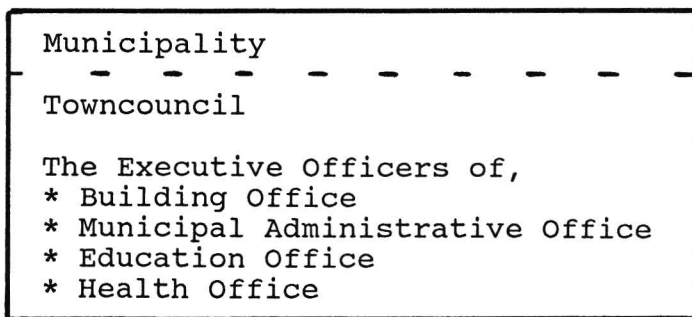 Municipality
Towncouncil
The Executive Officers of,
* Building Office
* Municipal Administrative Office
* Education Office
* Health Office